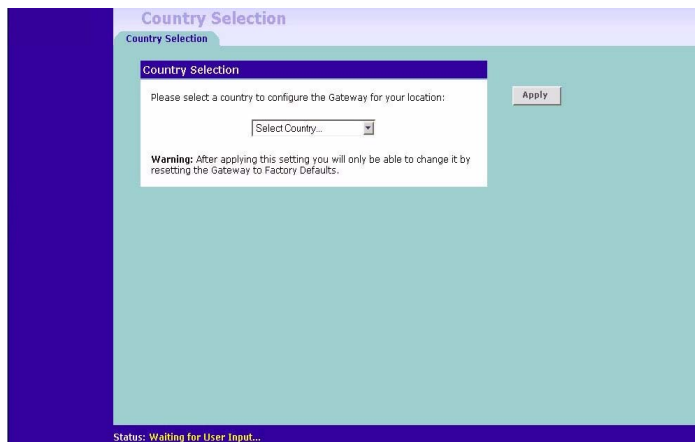 Country Selection
Country Selection
Country Selection
Please select a country to configure the Gateway for your location:
Apply
Select Country...
Warning: After applying this setting you will only be able to change it by
resetting the Gateway to Factory Defaults.
Status: Waiting for User Input...